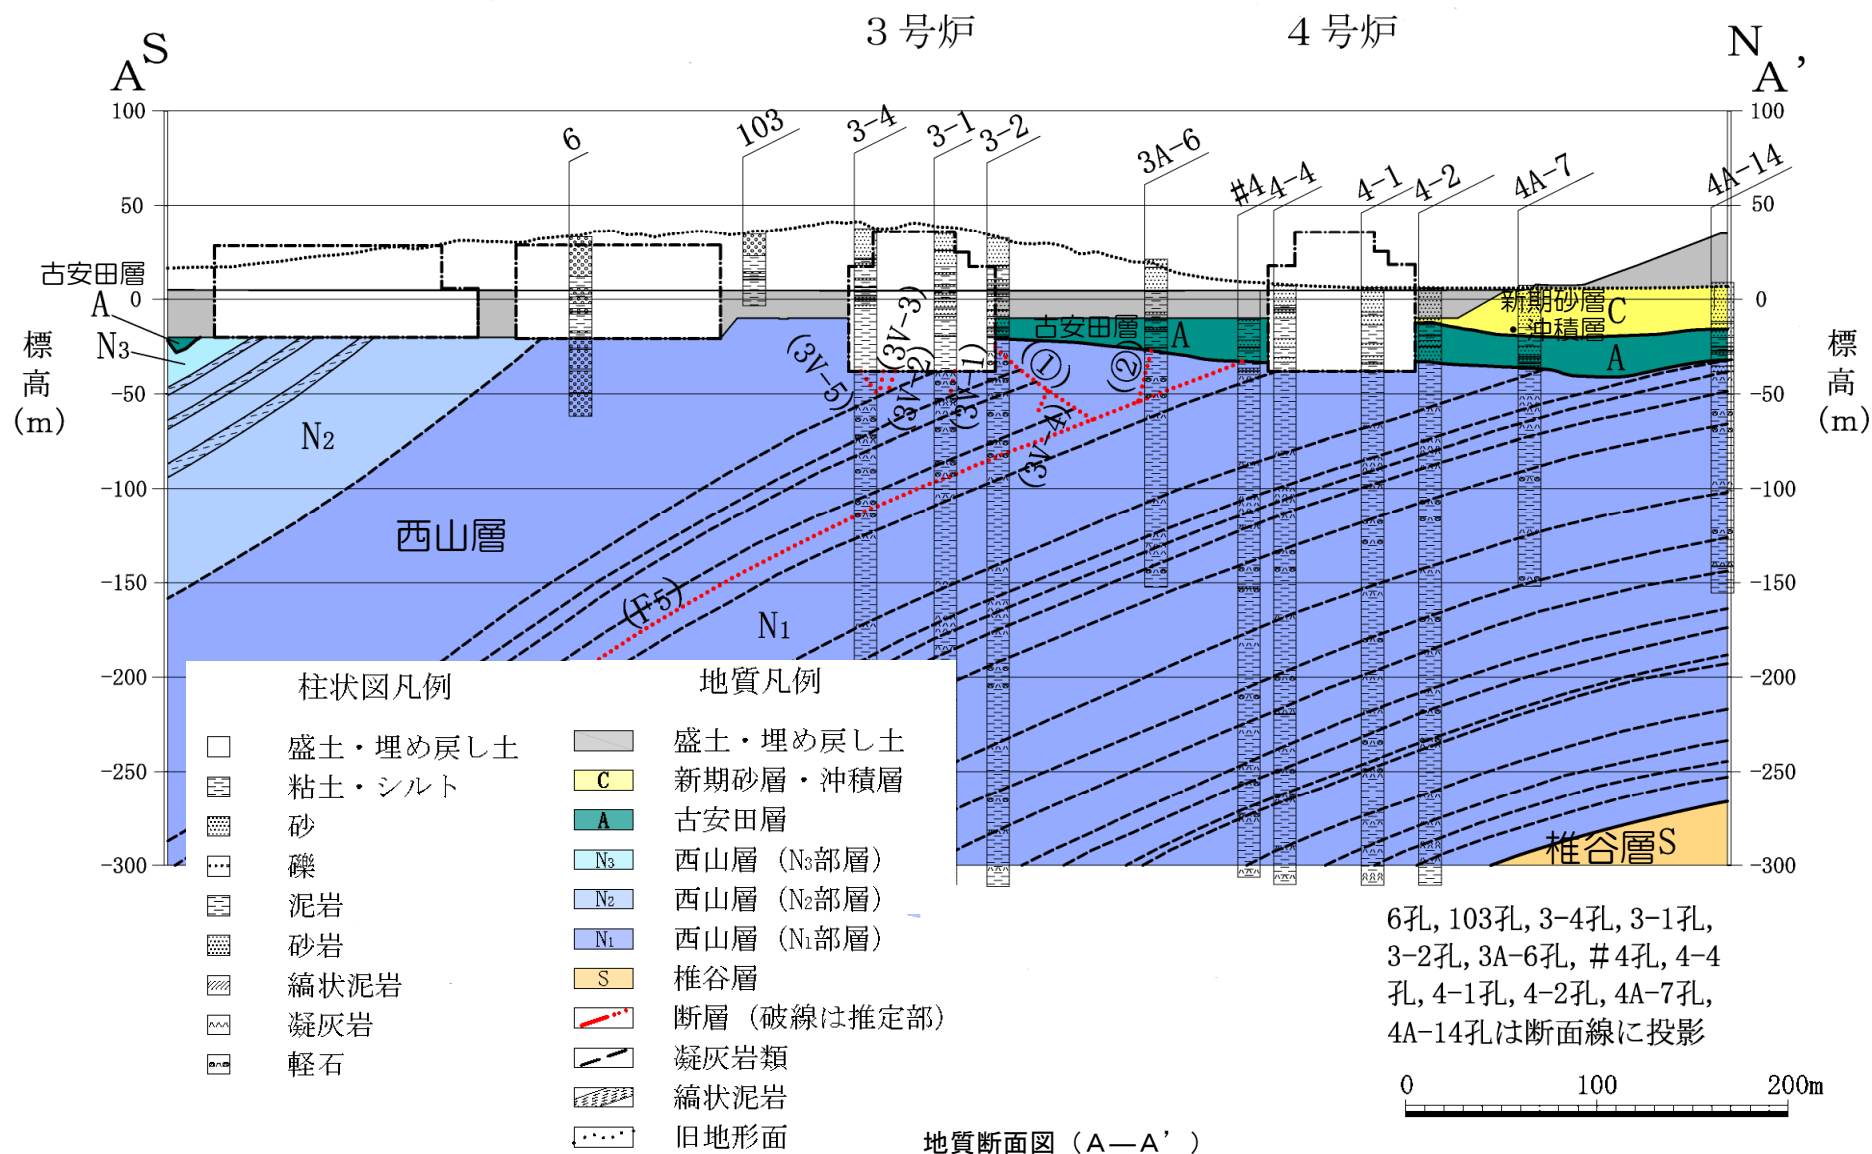 ３号炉
４号炉
S
A
N
A’
6
103
3-4
3-1
3-2
3A-6
#4
4-4
4-1
4-2
4A-7
4A-14
100
50
0
-50
-100
-150
-200
-250
-300
100
50
0
-50
-100
-150
-200
-250
-300
標高(m)
標高(m)
古安田層
A
N3
N2
西山層
N1
古安田層
A
新期砂層
・沖積層
C
A
椎谷層S
(3V-5)
(3V-3)
(3V-2)
(3V-1)
(①)
(②)
(3V-4)
(F5)
柱状図凡例
盛土・埋め戻し土
粘土・シルト
砂
礫
泥岩
砂岩
縞状泥岩
凝灰岩
軽石
地質凡例
盛土・埋め戻し土
C 新期砂層・沖積層
A 古安田層
N3 西山層（N3部層）
N2 西山層（N2部層）
N1 西山層（N1部層）
S 椎谷層
断層（破線は推定部）
凝灰岩類
縞状泥岩
旧地形面
6孔, 103孔, 3-4孔, 3-1孔,
3-2孔, 3A-6孔, #4孔, 4-4
孔, 4-1孔, 4-2孔, 4A-7孔,
4A-14孔は断面線に投影
0 100 200m
地質断面図（A—A’）